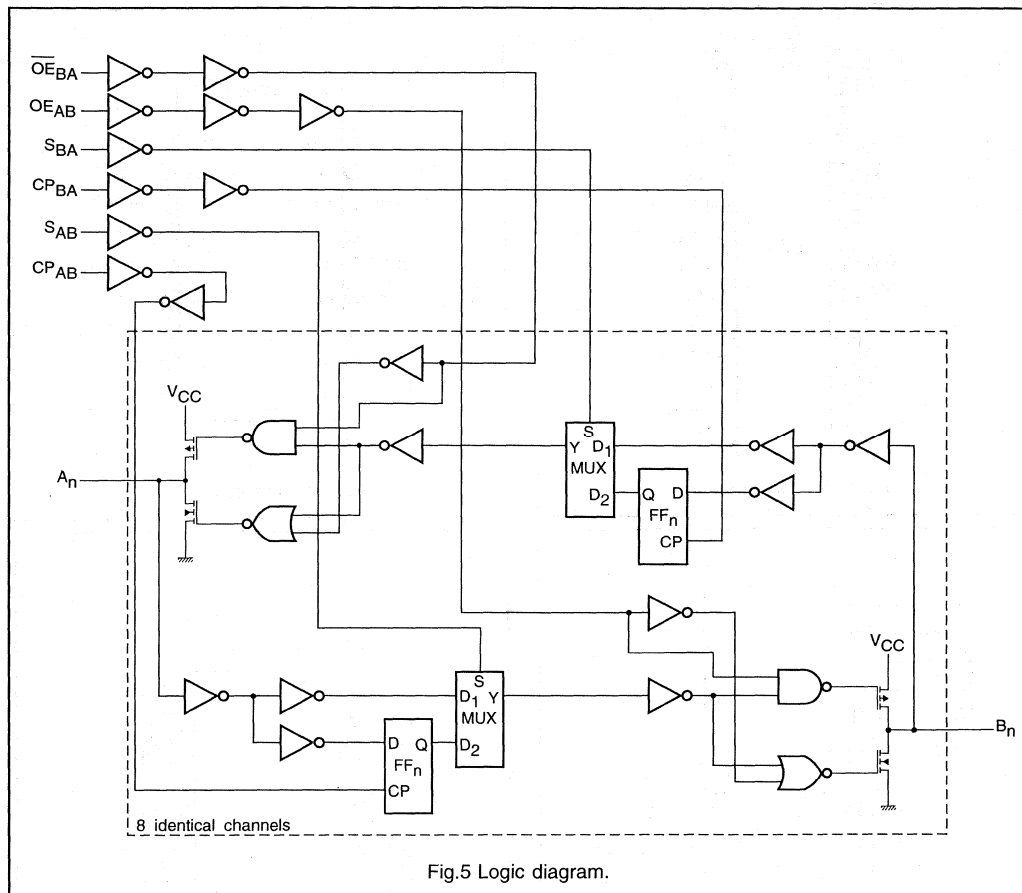 O̅E̅BA
OEAB
SBA
CPBA
SAB
CPAB
VCC
An
S
Y D1
MUX
D2
Q D
FFn
CP
S
D1 Y
MUX
D2
D Q
FFn
CP
VCC
Bn
8 identical channels
Fig.5 Logic diagram.